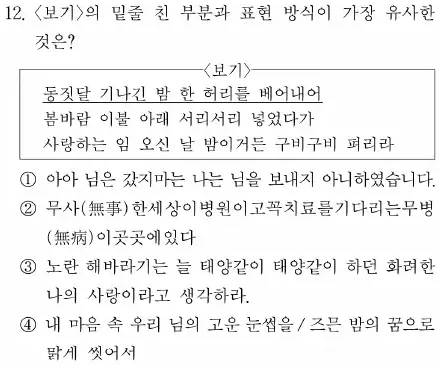 12. 〈보기〉의 밑줄 친 부분과 표현 방식이 가장 유사한
것은?
〈보기〉
동짓달 기나긴 밤 한 허리를 베어내어
봄바람 이불 아래 서리서리 넣었다가
사랑하는 임 오신 날 밤이거든 구비구비 펴리라
① 아아 님은 갔지마는 나는 님을 보내지 아니하였습니다.
② 무사(無事)한세상이병원이고꼭치료를기다리는무병
(無病)이곳곳에있다
③ 노란 해바라기는 늘 태양같이 태양같이 하던 화려한
나의 사랑이라고 생각하라.
④ 내 마음 속 우리 님의 고운 눈썹을 / 즈믄 밤의 꿈으로
맑게 씻어서